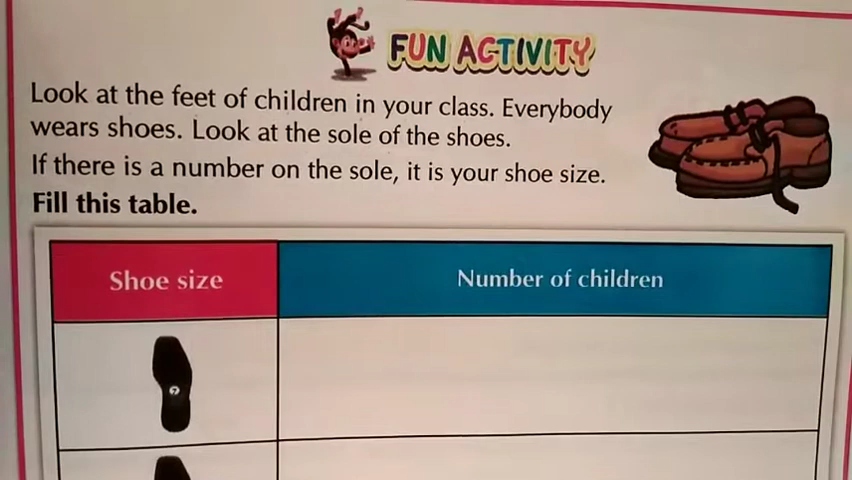 FUN ACTIVITY
Look at the feet of children in your class. Everybody
wears shoes. Look at the sole of the shoes.
If there is a number on the sole, it is your shoe size.
Fill this table.
Shoe size
Number of children